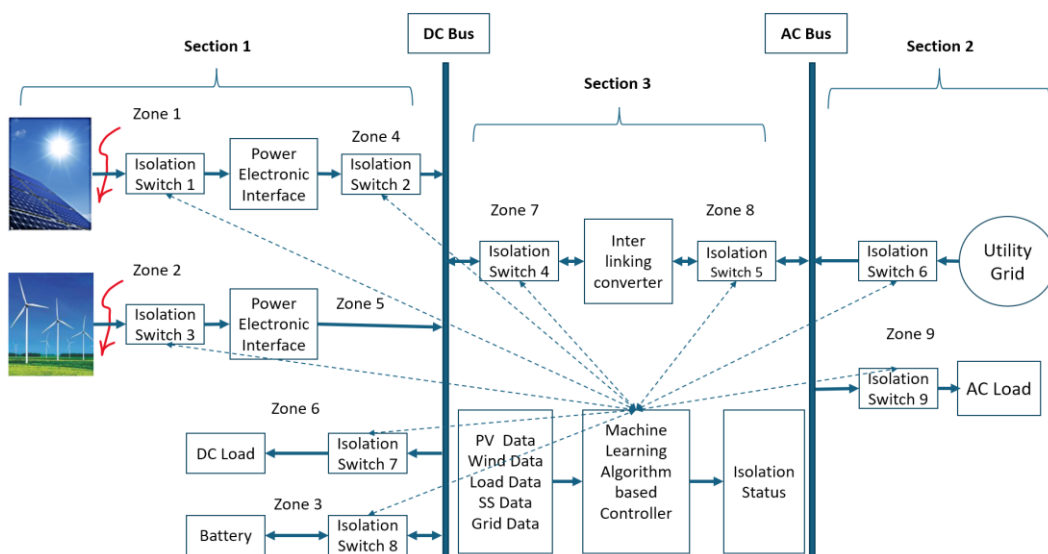 DC Bus
AC Bus
Section 1
Section 2
Section 3
Zone 1
Zone 4
Isolation
Switch 1
Power
Electronic
Interface
Isolation
Switch 2
Zone 7
Zone 8
Isolation
Switch 4
Inter
linking
converter
Isolation
Switch 5
Isolation
Switch 6
Utility
Grid
Zone 2
Zone 5
Isolation
Switch 3
Power
Electronic
Interface
Zone 9
Isolation
Switch 9
AC Load
Zone 6
DC Load
Isolation
Switch 7
Zone 3
Battery
Isolation
Switch 8
PV Data
Wind Data
Load Data
SS Data
Grid Data
Machine
Learning
Algorithm
based
Controller
Isolation
Status